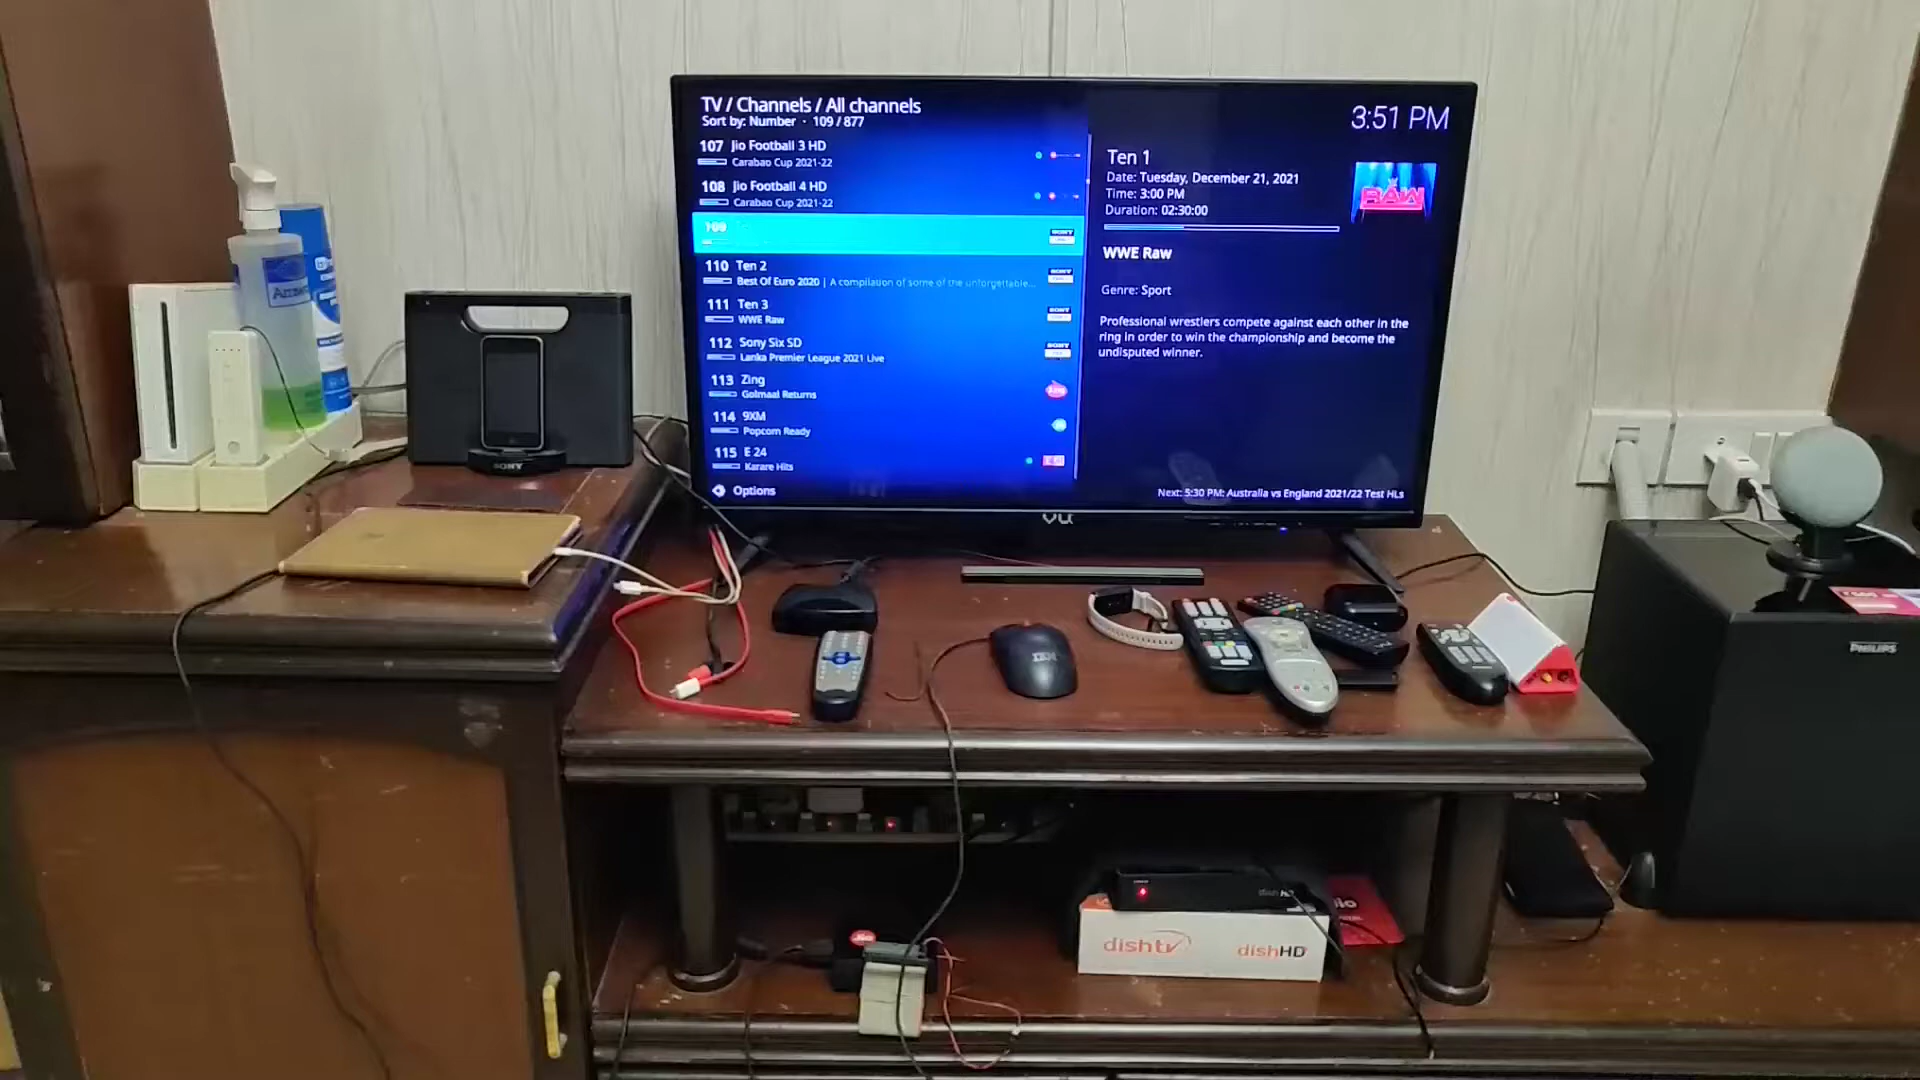 TV / Channels / All channels
Sort by: Number · 109 / 877
3:51 PM
107 Jio Football 3 HD
Carabao Cup 2021-22
108 Jio Football 4 HD
Carabao Cup 2021-22
109
SONY
110 Ten 2
Best Of Euro 2020 | A compilation of some of the unforgettable...
SONY
111 Ten 3
WWE Raw
112 Sony Six SD
Lanka Premier League 2021 Live
SONY
113 Zing
Golmaal Returns
114 9XM
Popcorn Ready
115 E 24
Karare Hits
Options
Ten 1
Date: Tuesday, December 21, 2021
Time: 3:00 PM
Duration: 02:30:00
RAW
WWE Raw
Genre: Sport
Professional wrestlers compete against each other in the
ring in order to win the championship and become the
undisputed winner.
Next: 5:30 PM: Australia vs England 2021/22 Test HLs
Vu
SONY
IBM
PHILIPS
Jio
dishtv
dishHD